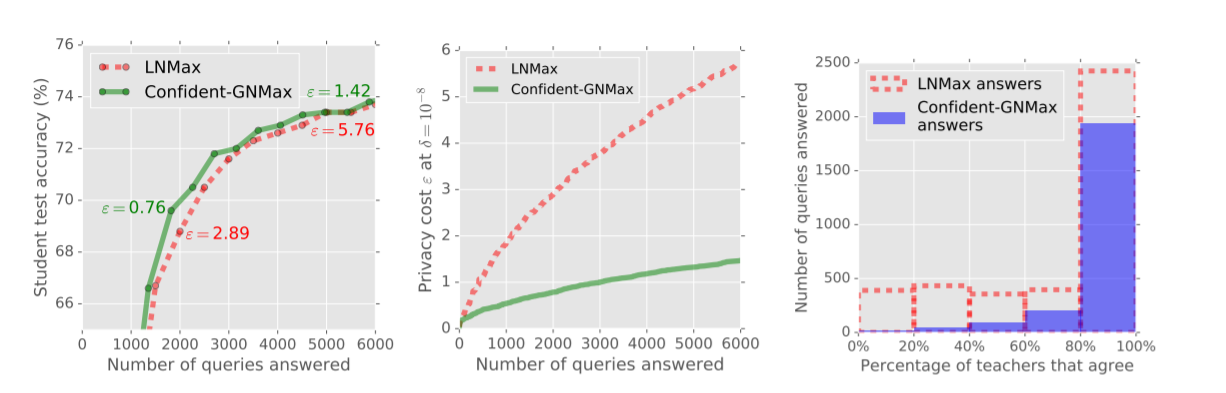 76
74
72
70
68
66
Student test accuracy (%)
LNMax
Confident-GNMax
ε = 1.42
ε = 5.76
ε = 0.76
ε = 2.89
0 1000 2000 3000 4000 5000 6000
Number of queries answered
6
5
4
3
2
1
0
Privacy cost ε at δ = 10⁻⁸
LNMax
Confident-GNMax
0 1000 2000 3000 4000 5000 6000
Number of queries answered
2500
2000
1500
1000
500
0
Number of queries answered
LNMax answers
Confident-GNMax
answers
0% 20% 40% 60% 80% 100%
Percentage of teachers that agree